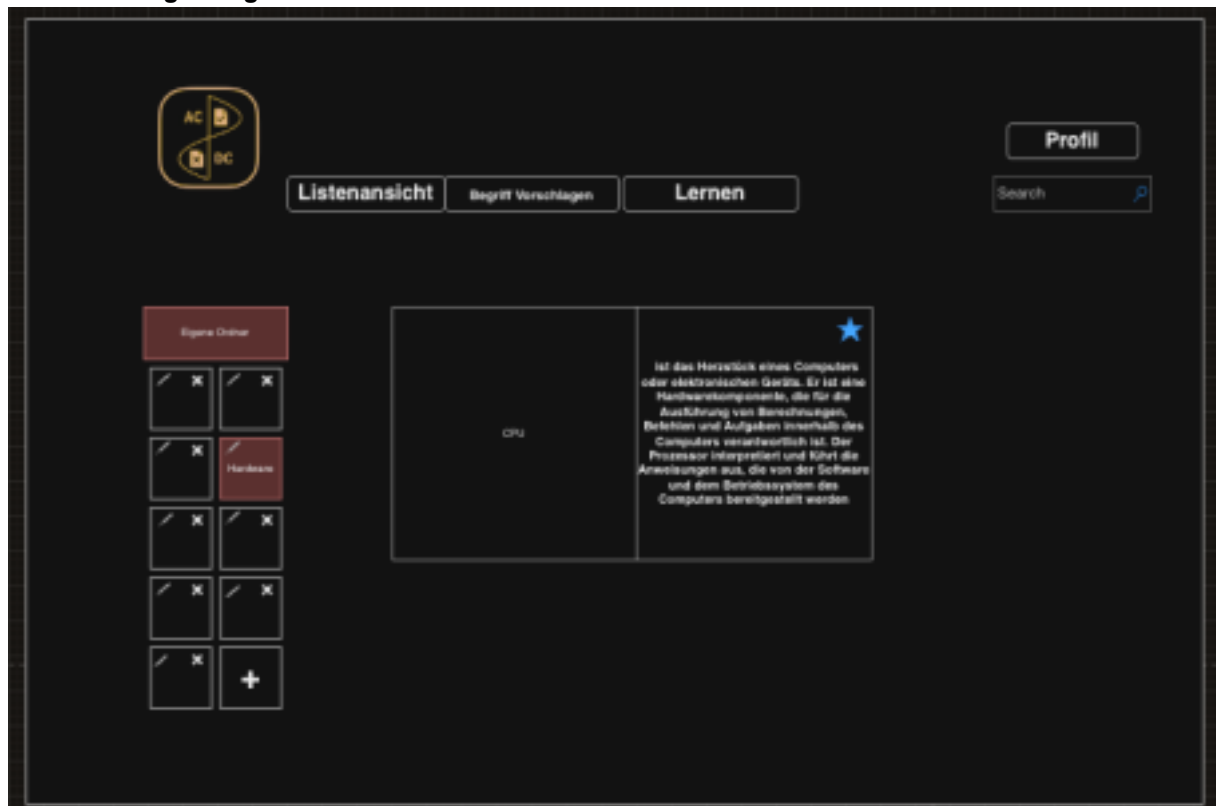 AC
DC
Profil
Listenansicht
Begriff Vorschlagen
Lernen
Search
Eigene Ordner
Hardware
CPU
ist das Herzstück eines Computers
oder elektronischen Geräts. Er ist eine
Hardwarekomponente, die für die
Ausführung von Berechnungen,
Befehlen und Aufgaben innerhalb des
Computers verantwortlich ist. Der
Prozessor interpretiert und führt die
Anweisungen aus, die von der Software
und dem Betriebssystem des
Computers bereitgestellt werden